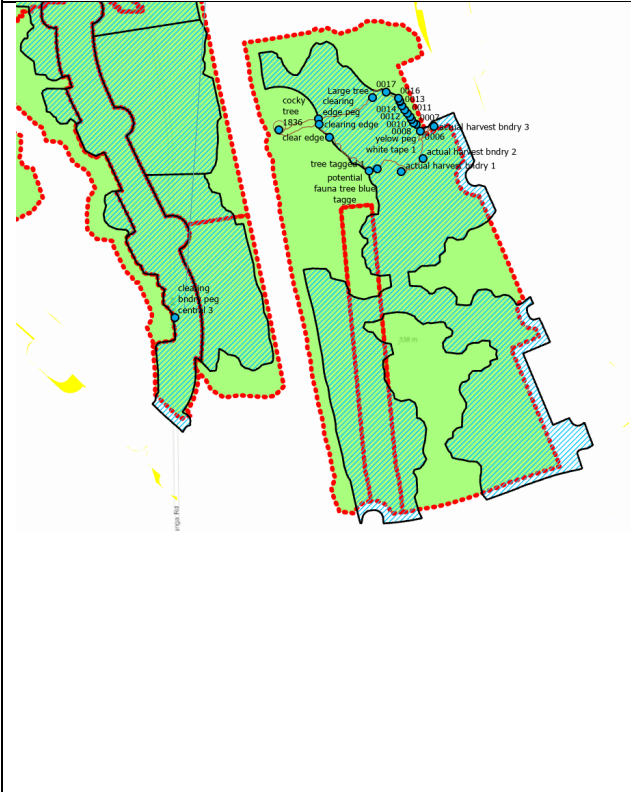 0017
Large tree
0016
clearing
0013
cocky
edge peg
0011
tree
0014
0012
0007
1836
clearing edge
0010
actual harvest bndry 3
clear edge
0008
0006
yelow peg
white tape 1
actual harvest bndry 2
tree tagged 1
actual harvest bndry 1
potential
fauna tree blue
tagge
clearing
bndry peg
central 3